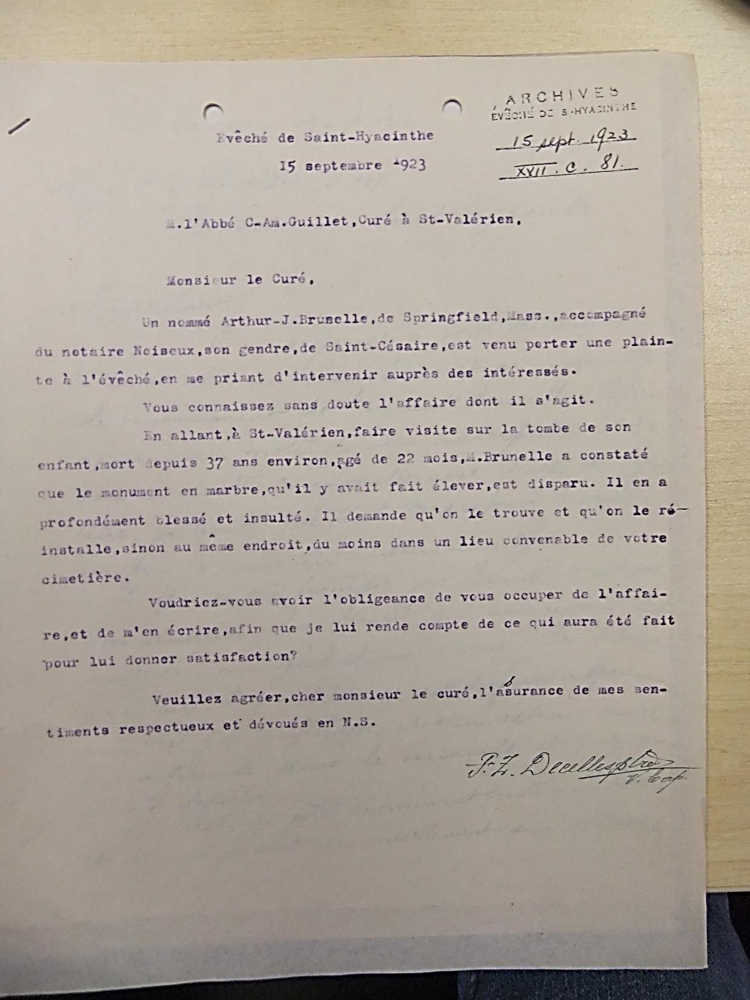 ARCHIVES
ÉVÊCHÉ DE S-HYACINTHE
15 sept. 1923
XVII. C. 81.
Evêché de Saint-Hyacinthe
15 septembre 1923
M.l'Abbé C-Am.Guillet,Curé à St-Valérien,
Monsieur le Curé,
Un nommé Arthur-J.Brunelle,de Springfield,Mass.,accompagné
du notaire Noiseux,son gendre,de Saint-Césaire,est venu porter une plain-
te à l'évêché,en me priant d'intervenir auprès des intéressés.
Vous connaissez sans doute l'affaire dont il s'agit.
En allant,à St-Valérien,faire visite sur la tombe de son
enfant,mort depuis 37 ans environ,agé de 22 mois,M.Brunelle a constaté
que le monument en marbre,qu'il y avait fait élever,est disparu. Il en a
profondément blessé et insulté. Il demande qu'on le trouve et qu'on le ré-
installe,sinon au même endroit,du moins dans un lieu convenable de votre
cimetière.
Voudriez-vous avoir l'obligeance de vous occuper de l'affai-
re,et de m'en écrire,afin que je lui rende compte de ce qui aura été fait
pour lui donner satisfaction?
Veuillez agréer,cher monsieur le curé,l'assurance de mes sen-
timents respectueux et dévoués en N.S.
F.Z. Decelles, ptre
v. cap.